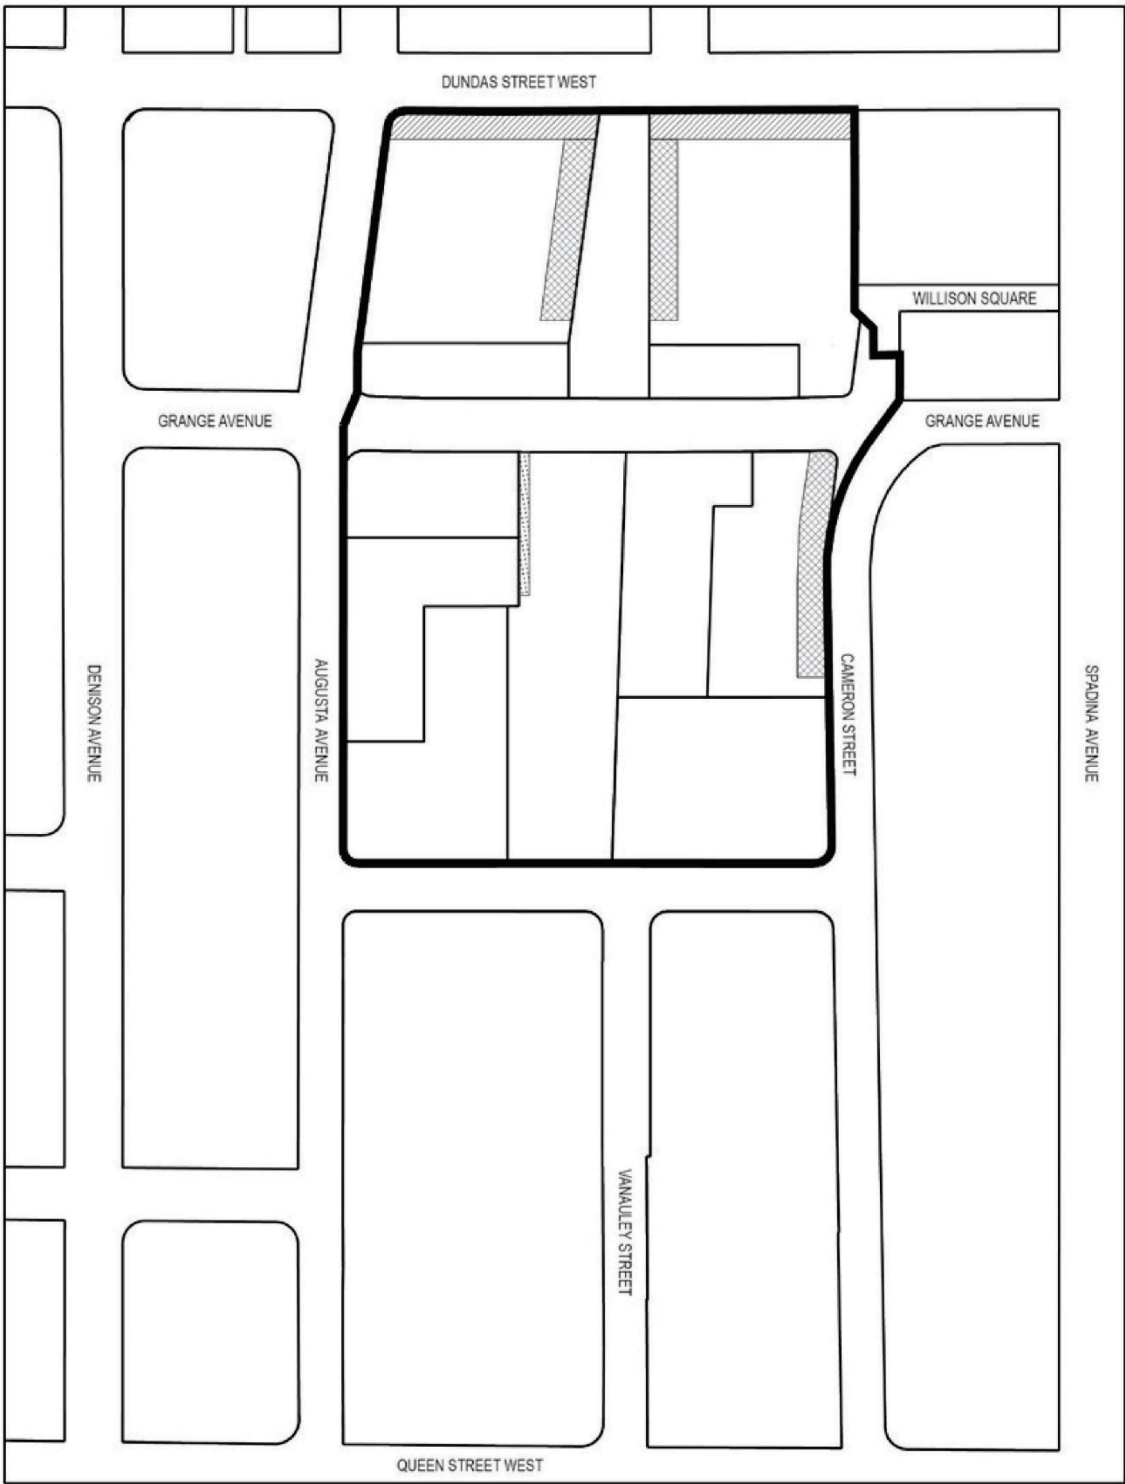 DUNDAS STREET WEST
WILLISON SQUARE
GRANGE AVENUE
GRANGE AVENUE
DENISON AVENUE
AUGUSTA AVENUE
CAMERON STREET
SPADINA AVENUE
VANAULEY STREET
QUEEN STREET WEST